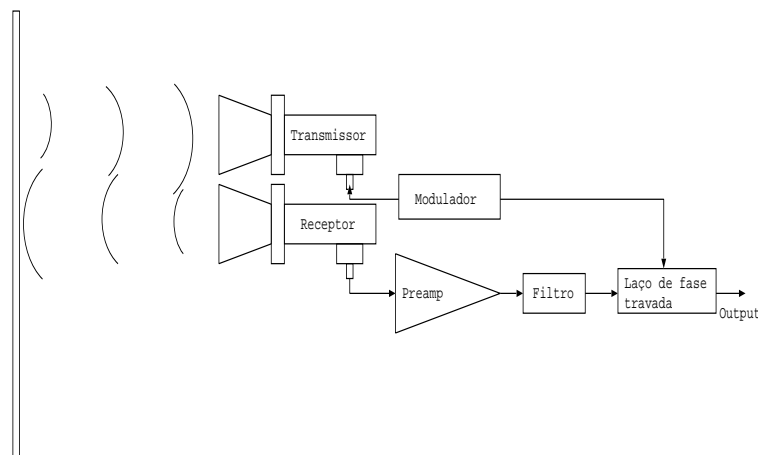 Transmissor
Modulador
Receptor
Preamp
Filtro
Laço de fase
travada
Output